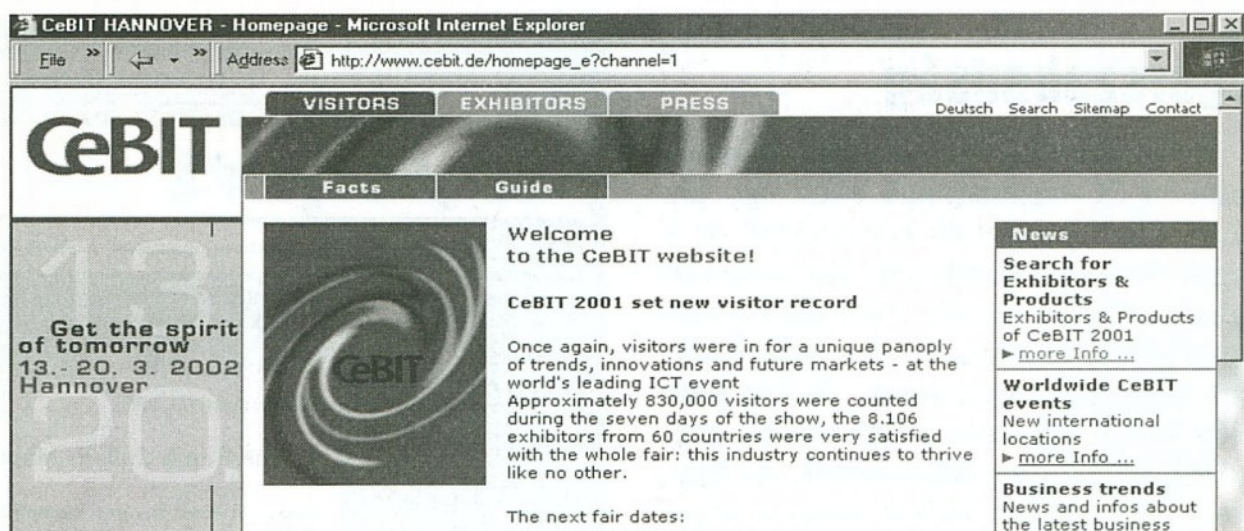 CeBIT HANNOVER - Homepage - Microsoft Internet Explorer
File » » Address http://www.cebit.de/homepage_e?channel=1
VISITORS EXHIBITORS PRESS Deutsch Search Sitemap Contact
CeBIT
Facts Guide
13
20
Get the spirit
of tomorrow
13.- 20. 3. 2002
Hannover
CeBIT
Welcome
to the CeBIT website!
CeBIT 2001 set new visitor record
Once again, visitors were in for a unique panoply
of trends, innovations and future markets - at the
world's leading ICT event
Approximately 830,000 visitors were counted
during the seven days of the show, the 8.106
exhibitors from 60 countries were very satisfied
with the whole fair: this industry continues to thrive
like no other.
The next fair dates:
News
Search for
Exhibitors &
Products
Exhibitors & Products
of CeBIT 2001
► more Info ...
Worldwide CeBIT
events
New international
locations
► more Info ...
Business trends
News and infos about
the latest business